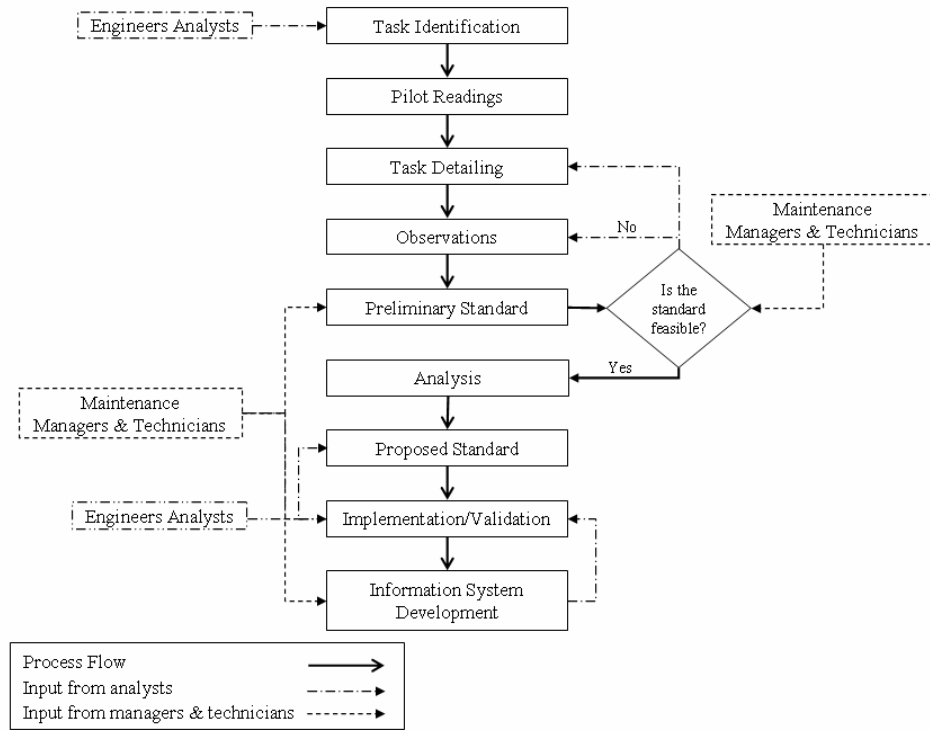 Engineers Analysts
Task Identification
Pilot Readings
Task Detailing
Maintenance
Managers & Technicians
No
Observations
Is the
standard
feasible?
Preliminary Standard
Yes
Analysis
Maintenance
Managers & Technicians
Proposed Standard
Engineers Analysts
Implementation/Validation
Information System
Development
Process Flow
Input from analysts
Input from managers & technicians